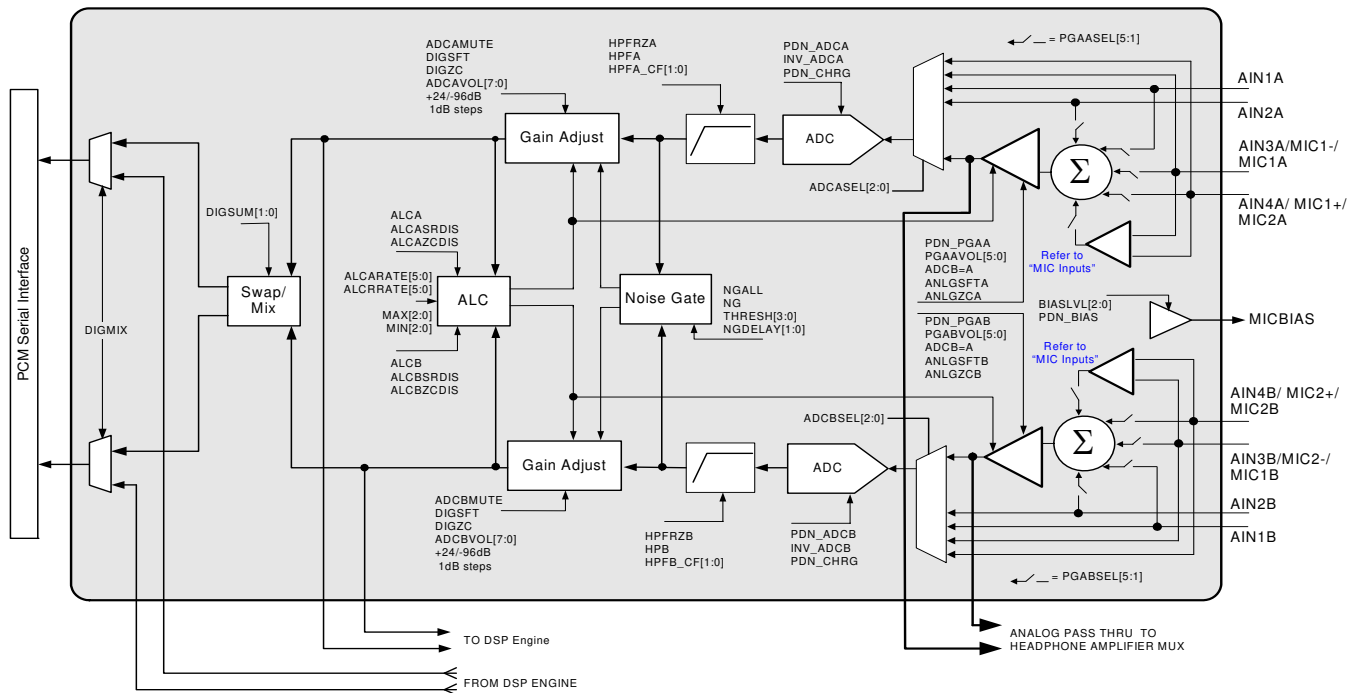 ADCAMUTE
DIGSFT
DIGZC
ADCAVOL[7:0]
+24/-96dB
1dB steps
HPFRZA
HPFA
HPFA_CF[1:0]
PDN_ADCA
INV_ADCA
PDN_CHRG
= PGAASEL[5:1]
AIN1A
AIN2A
AIN3A/MIC1-/
MIC1A
AIN4A/ MIC1+/
MIC2A
Gain Adjust
ADC
Σ
ADCASEL[2:0]
PCM Serial Interface
DIGMIX
DIGSUM[1:0]
Swap/
Mix
ALCA
ALCASRDIS
ALCAZCDIS
ALCARATE[5:0]
ALCRRATE[5:0]
MAX[2:0]
MIN[2:0]
ALC
ALCB
ALCBSRDIS
ALCBZCDIS
Noise Gate
NGALL
NG
THRESH[3:0]
NGDELAY[1:0]
PDN_PGAA
PGAAVOL[5:0]
ADCB=A
ANLGSFTA
ANLGZCA
PDN_PGAB
PGABVOL[5:0]
ADCB=A
ANLGSFTB
ANLGZCB
Refer to
“MIC Inputs”
BIASLVL[2:0]
PDN_BIAS
MICBIAS
Refer to
“MIC Inputs”
AIN4B/ MIC2+/
MIC2B
AIN3B/MIC2-/
MIC1B
AIN2B
AIN1B
ADCBSEL[2:0]
Σ
Gain Adjust
ADC
ADCBMUTE
DIGSFT
DIGZC
ADCBVOL[7:0]
+24/-96dB
1dB steps
HPFRZB
HPB
HPFB_CF[1:0]
PDN_ADCB
INV_ADCB
PDN_CHRG
= PGABSEL[5:1]
TO DSP Engine
FROM DSP ENGINE
ANALOG PASS THRU TO
HEADPHONE AMPLIFIER MUX